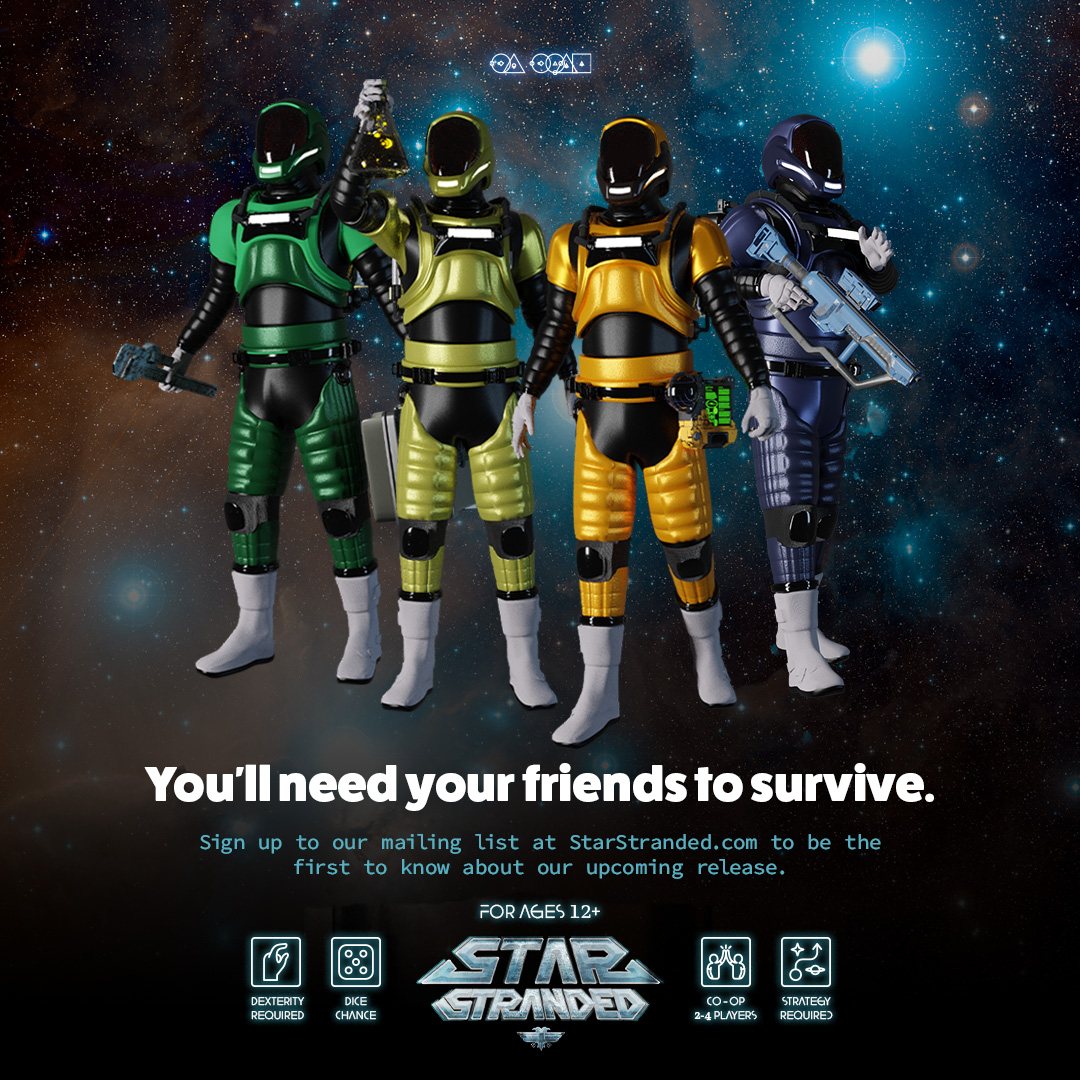 You'll need your friends to survive.
Sign up to our mailing list at StarStranded.com to be the
first to know about our upcoming release.
FOR AGES 12+
DEXTERITY
REQUIRED
DICE
CHANCE
STAR
STRANDED
CO-OP
2-4 PLAYERS
STRATEGY
REQUIRED